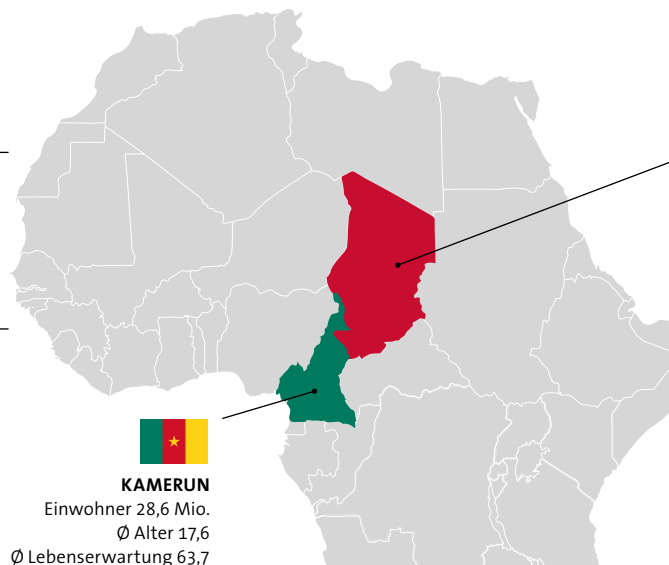 KAMERUN
Einwohner 28,6 Mio.
Ø Alter 17,6
Ø Lebenserwartung 63,7